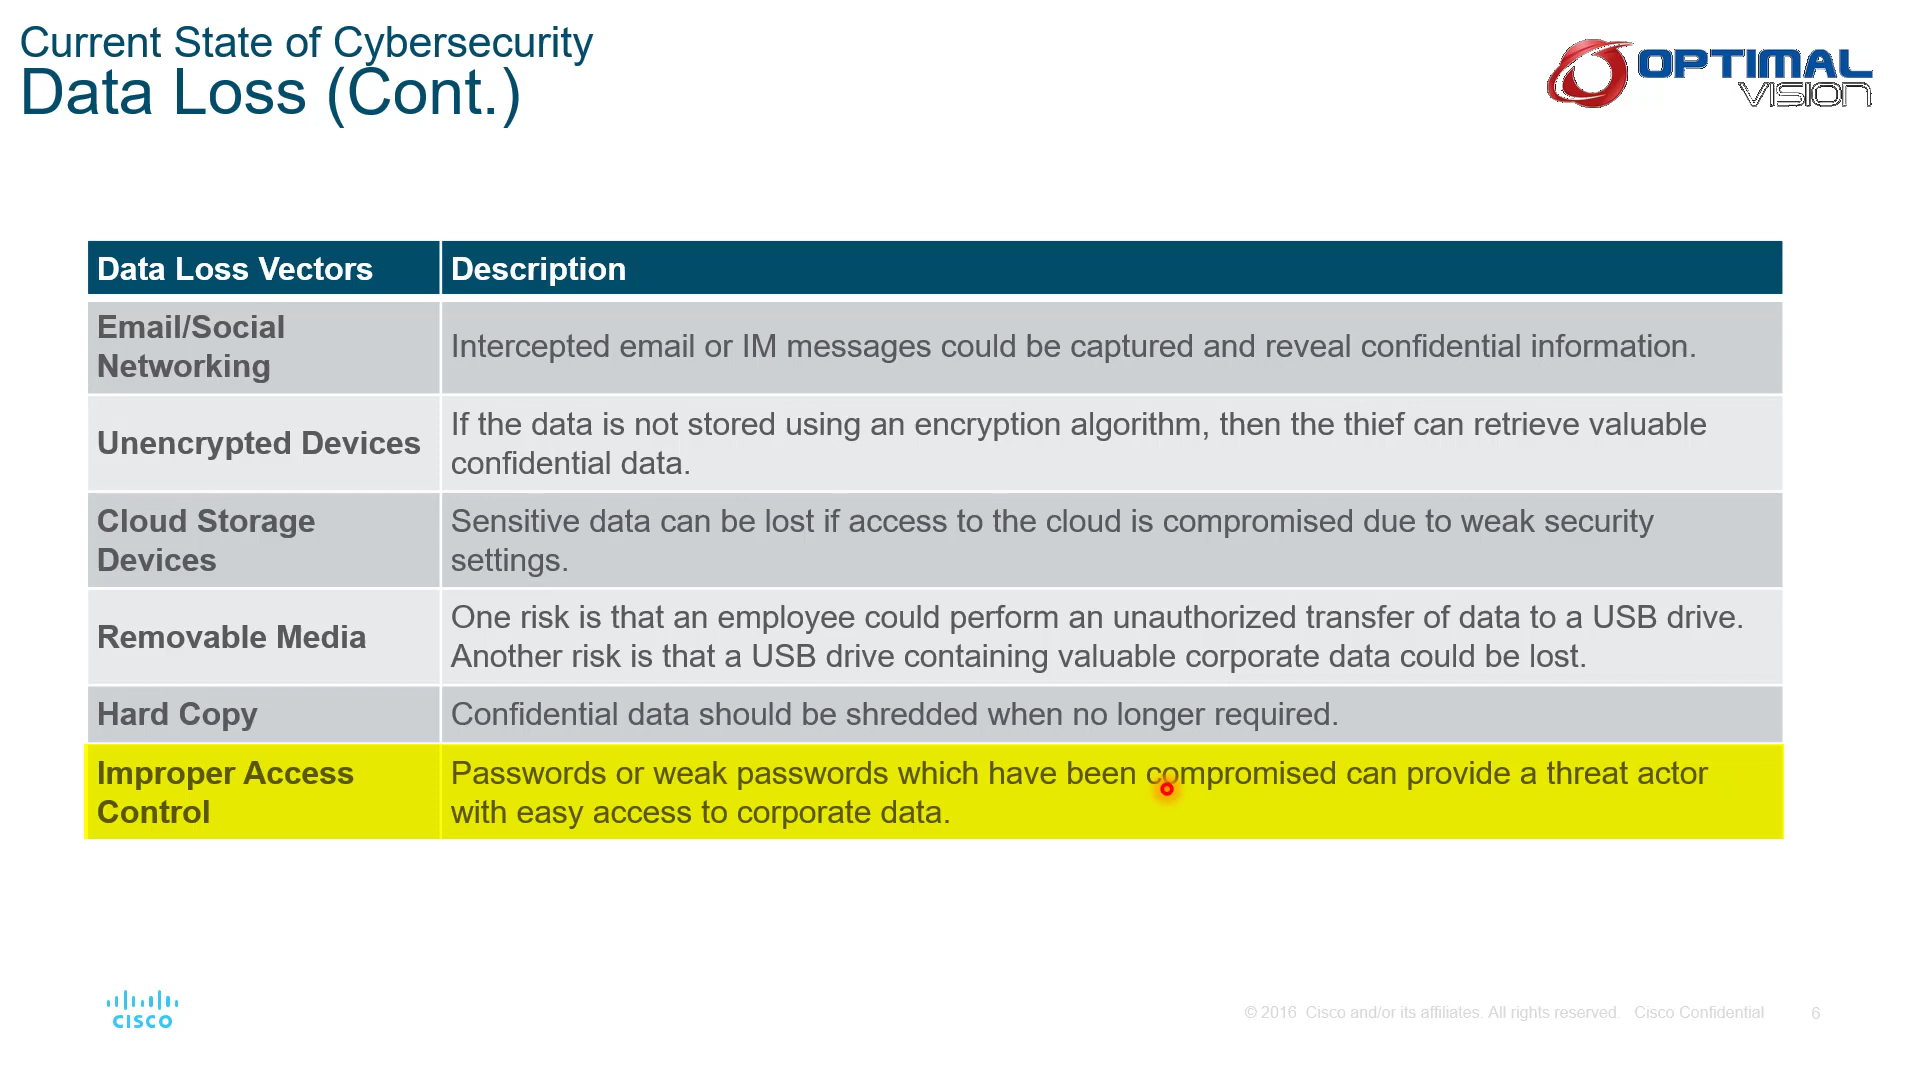 Current State of Cybersecurity
Data Loss (Cont.)
OPTIMAL
VISION
Data Loss Vectors
Description
Email/Social
Networking
Intercepted email or IM messages could be captured and reveal confidential information.
Unencrypted Devices
If the data is not stored using an encryption algorithm, then the thief can retrieve valuable
confidential data.
Cloud Storage
Devices
Sensitive data can be lost if access to the cloud is compromised due to weak security
settings.
Removable Media
One risk is that an employee could perform an unauthorized transfer of data to a USB drive.
Another risk is that a USB drive containing valuable corporate data could be lost.
Hard Copy
Confidential data should be shredded when no longer required.
Improper Access
Control
Passwords or weak passwords which have been compromised can provide a threat actor
with easy access to corporate data.
CISCO
© 2016 Cisco and/or its affiliates. All rights reserved. Cisco Confidential
6